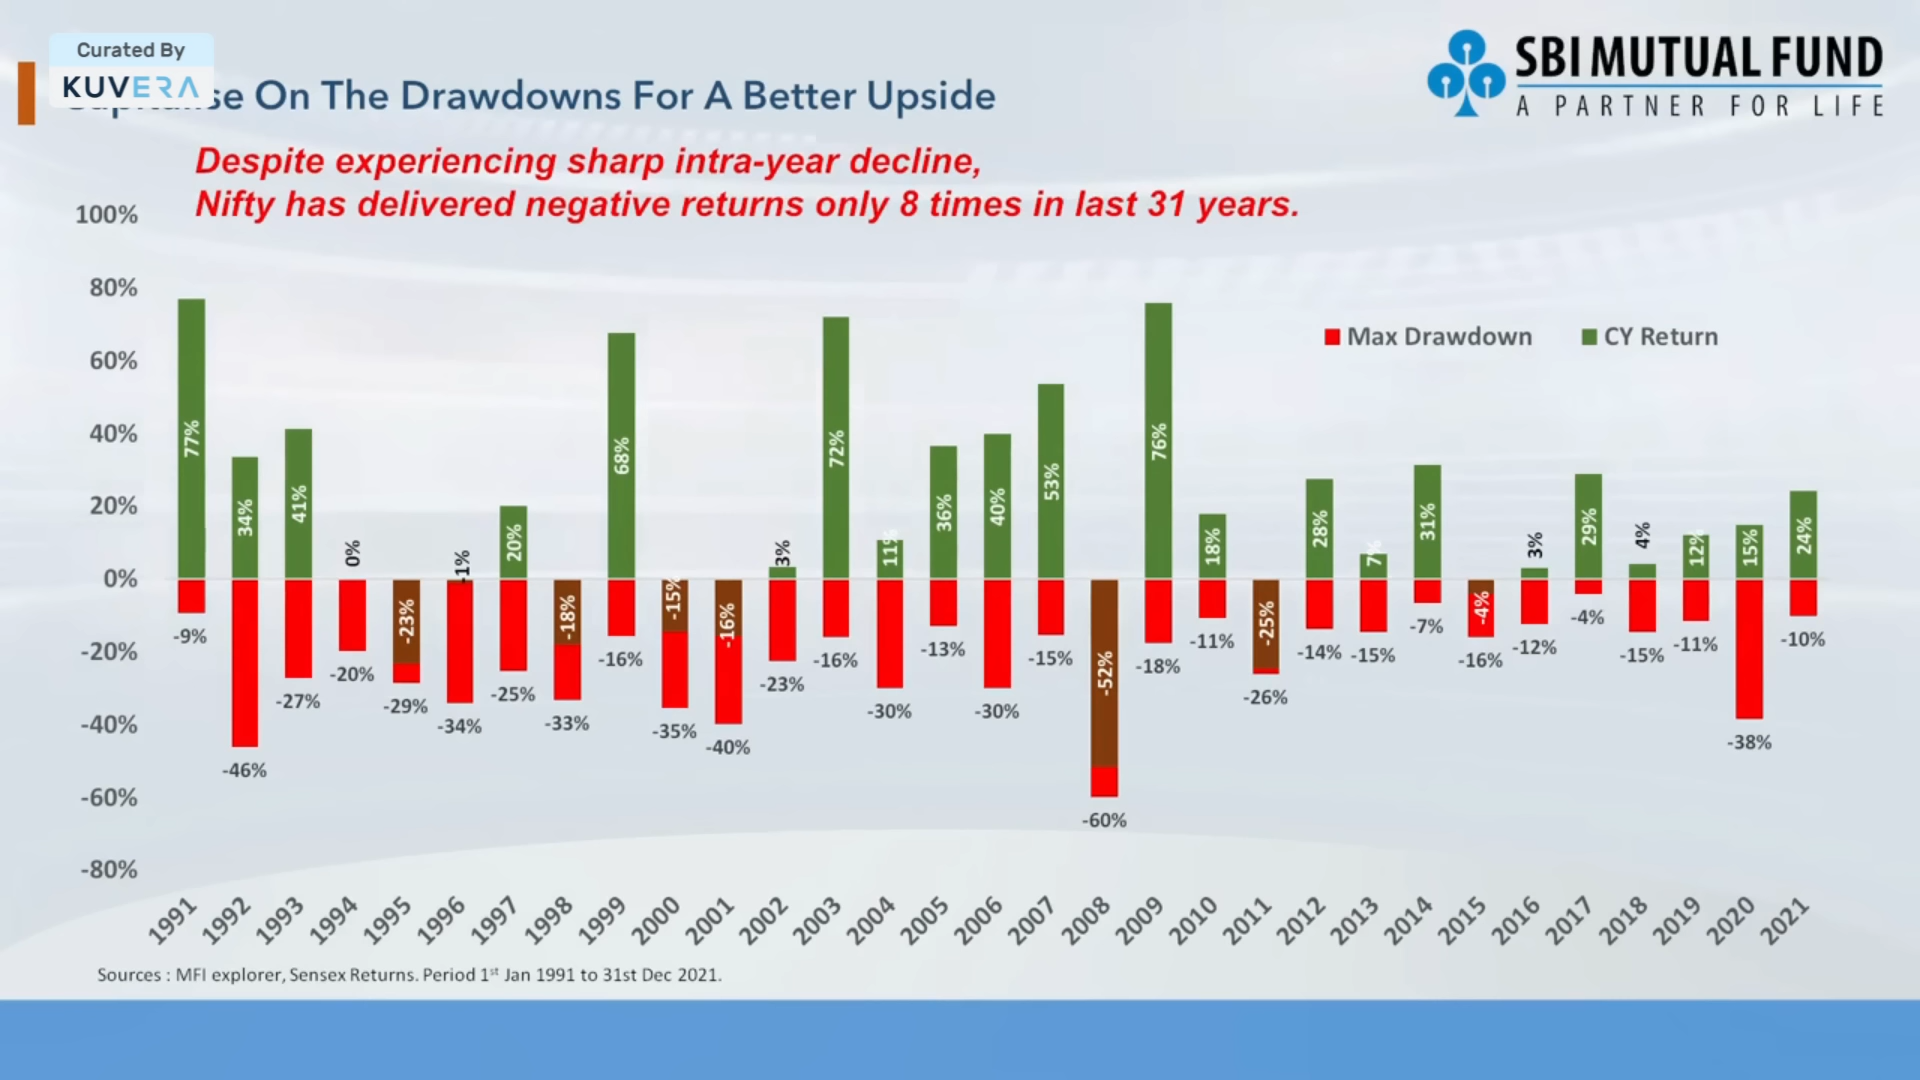 Curated By
KUVERA
se On The Drawdowns For A Better Upside
SBI MUTUAL FUND
A PARTNER FOR LIFE
Despite experiencing sharp intra-year decline,
Nifty has delivered negative returns only 8 times in last 31 years.
100%
80%
60%
40%
20%
0%
-20%
-40%
-60%
-80%
Max Drawdown
CY Return
77% 34% 41% 0% -23% -1% 20% -18% 68% -15% -16% 3% 72% 11% 36% 40% 53% -52% 76% 18% -25% 28% 7% 31% -4% 3% 29% 4% 12% 15% 24%
-9% -46% -27% -20% -29% -34% -25% -33% -16% -35% -40% -23% -16% -30% -13% -30% -15% -60% -18% -11% -26% -14% -15% -7% -16% -12% -4% -15% -11% -38% -10%
1991 1992 1993 1994 1995 1996 1997 1998 1999 2000 2001 2002 2003 2004 2005 2006 2007 2008 2009 2010 2011 2012 2013 2014 2015 2016 2017 2018 2019 2020 2021
Sources : MFI explorer, Sensex Returns. Period 1st Jan 1991 to 31st Dec 2021.